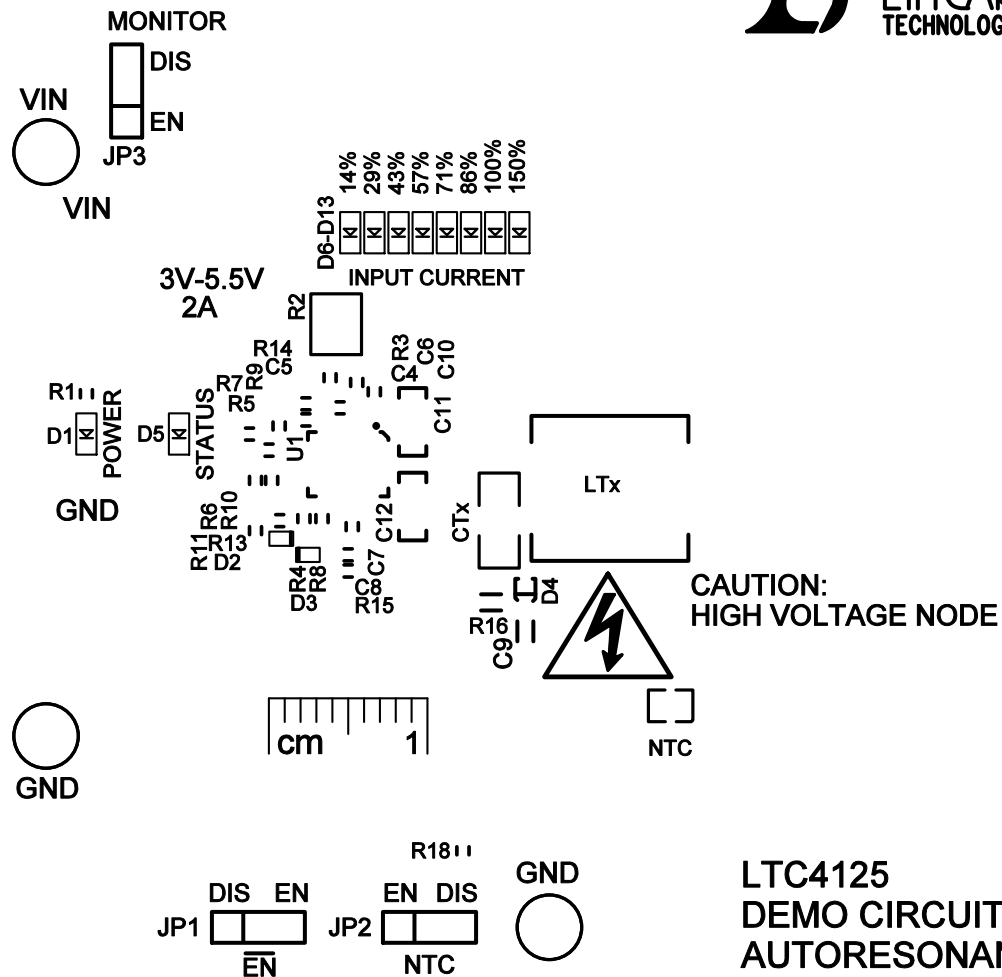 TECHNOLOG
MONITOR
DIS
VIN
EN
JP3
VIN
14%
29%
43%
57%
71%
86%
100%
150%
D6-D13
INPUT CURRENT
3V-5.5V
2A
R2
R14
C5
R3
C6
C10
C4
R7
R9
R5
R1
C11
D1
POWER
D5
STATUS
U1
GND
LTx
CTx
C12
R6
R10
R11
R13
D2
C7
R4
R8
C8
D3
R15
D4
R16
C9
CAUTION:
HIGH VOLTAGE NODE
NTC
cm 1
GND
R18
GND
DIS EN
JP1
EN
EN DIS
JP2
NTC
LTC4125
DEMO CIRCUIT
AUTORESONAN